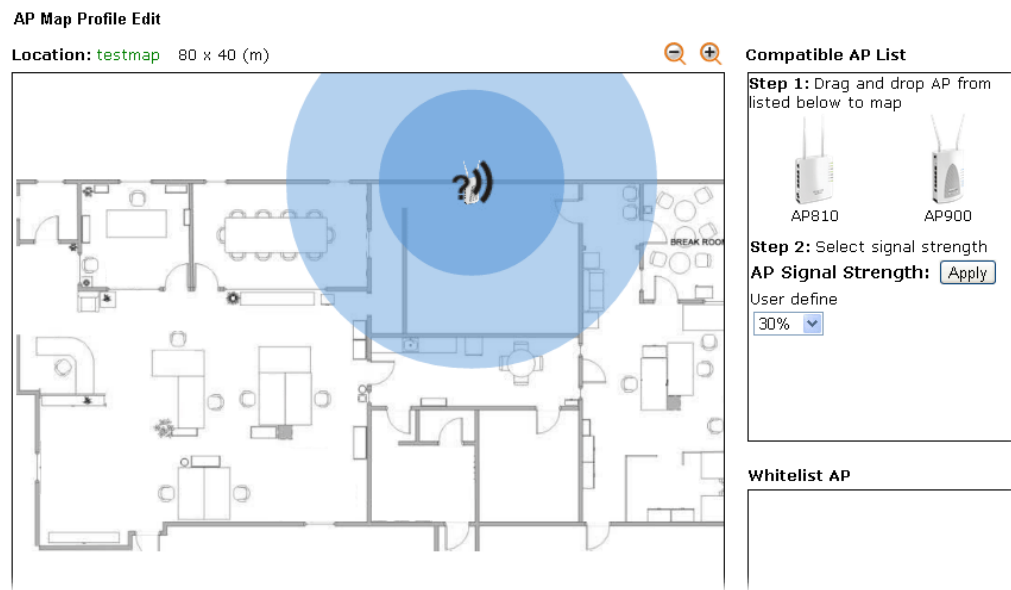 AP Map Profile Edit
Location: testmap 80 x 40 (m)
Compatible AP List
Step 1: Drag and drop AP from
listed below to map
AP810 AP900
Step 2: Select signal strength
AP Signal Strength: Apply
User define
30%
Whitelist AP
?
BREAK ROOM